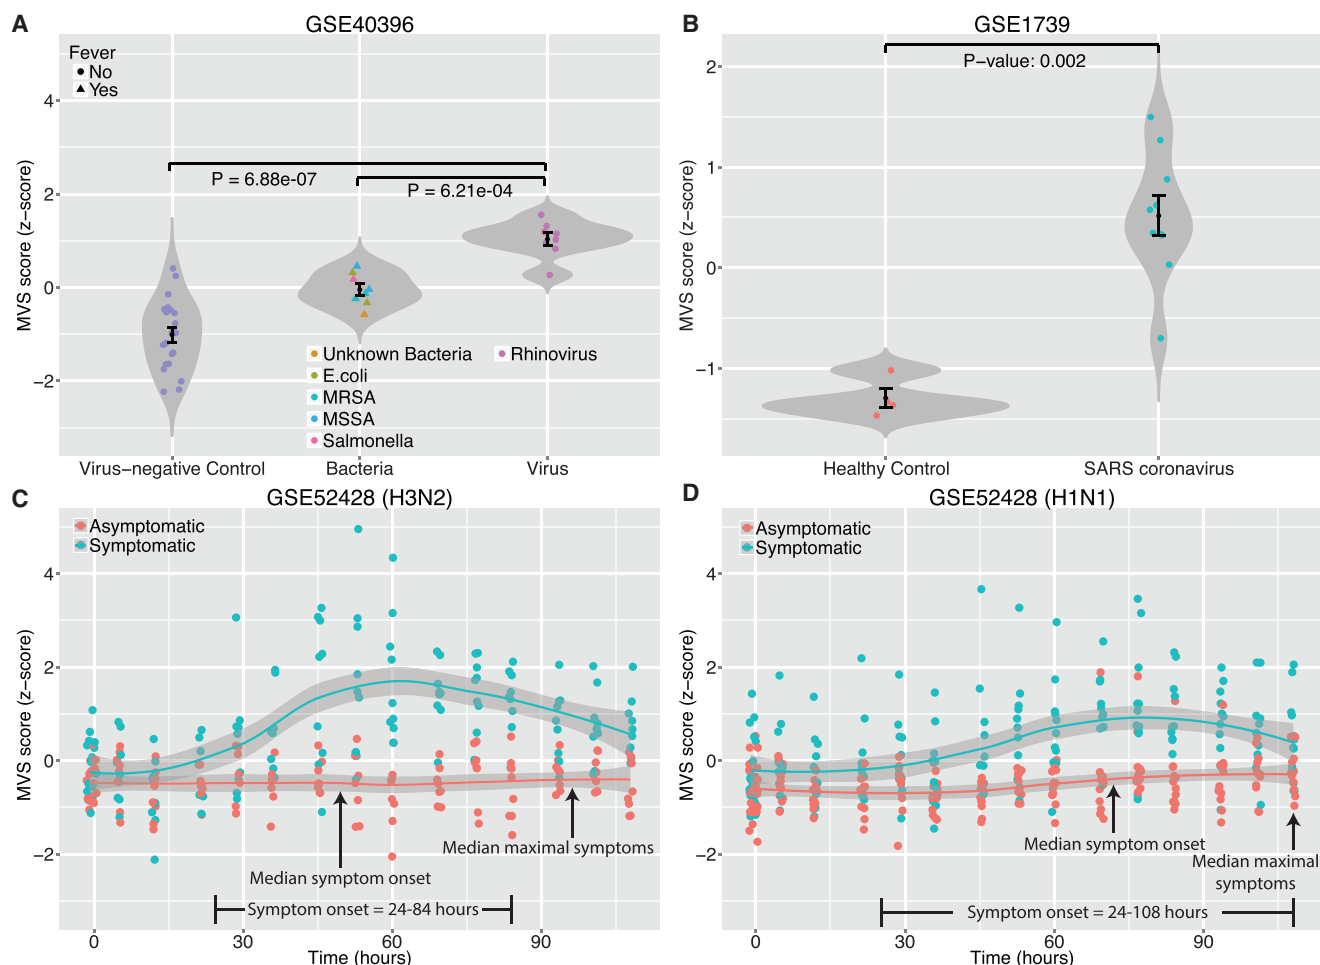 A
GSE40396
Fever
No
Yes
MVS score (z−score)
4
2
0
−2
P = 6.88e-07
P = 6.21e-04
Unknown Bacteria
E.coli
MRSA
MSSA
Salmonella
Rhinovirus
Virus−negative Control
Bacteria
Virus
B
GSE1739
MVS score (z−score)
2
1
0
−1
P−value: 0.002
Healthy Control
SARS coronavirus
C
GSE52428 (H3N2)
Asymptomatic
Symptomatic
MVS score (z−score)
4
2
0
−2
Median symptom onset
Median maximal symptoms
Symptom onset = 24-84 hours
0
30
60
90
Time (hours)
D
GSE52428 (H1N1)
Asymptomatic
Symptomatic
MVS score (z−score)
4
2
0
−2
Median symptom onset
Median maximal
symptoms
Symptom onset = 24-108 hours
0
30
60
90
Time (hours)